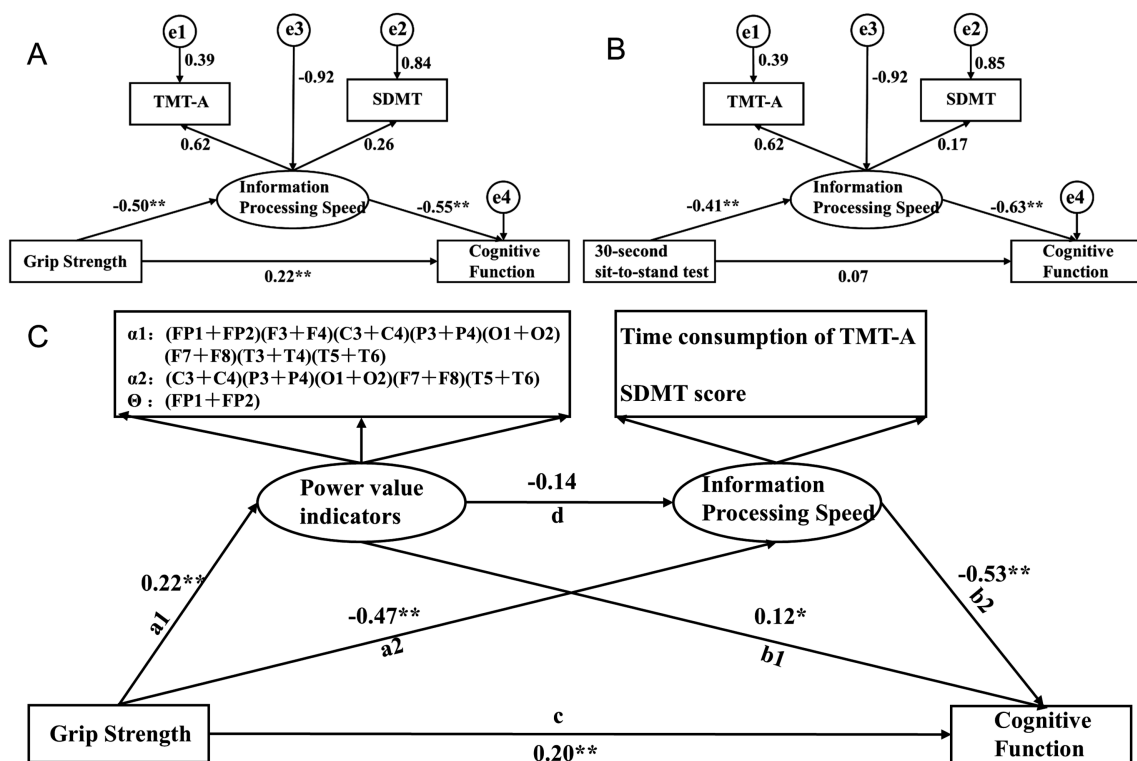 A
e1
e3
e2
0.39
-0.92
0.84
TMT-A
SDMT
0.62
0.26
Information
Processing Speed
e4
-0.50**
-0.55**
Grip Strength
Cognitive
Function
0.22**
B
e1
e3
e2
0.39
-0.92
0.85
TMT-A
SDMT
0.62
0.17
Information
Processing Speed
e4
-0.41**
-0.63**
30-second
sit-to-stand test
Cognitive
Function
0.07
C
α1: (FP1+FP2)(F3+F4)(C3+C4)(P3+P4)(O1+O2)
(F7+F8)(T3+T4)(T5+T6)
α2: (C3+C4)(P3+P4)(O1+O2)(F7+F8)(T5+T6)
Θ : (FP1+FP2)
Time consumption of TMT-A
SDMT score
Power value
indicators
-0.14
d
Information
Processing Speed
0.22**
a1
-0.47**
a2
0.12*
b1
-0.53**
b2
Grip Strength
c
0.20**
Cognitive
Function